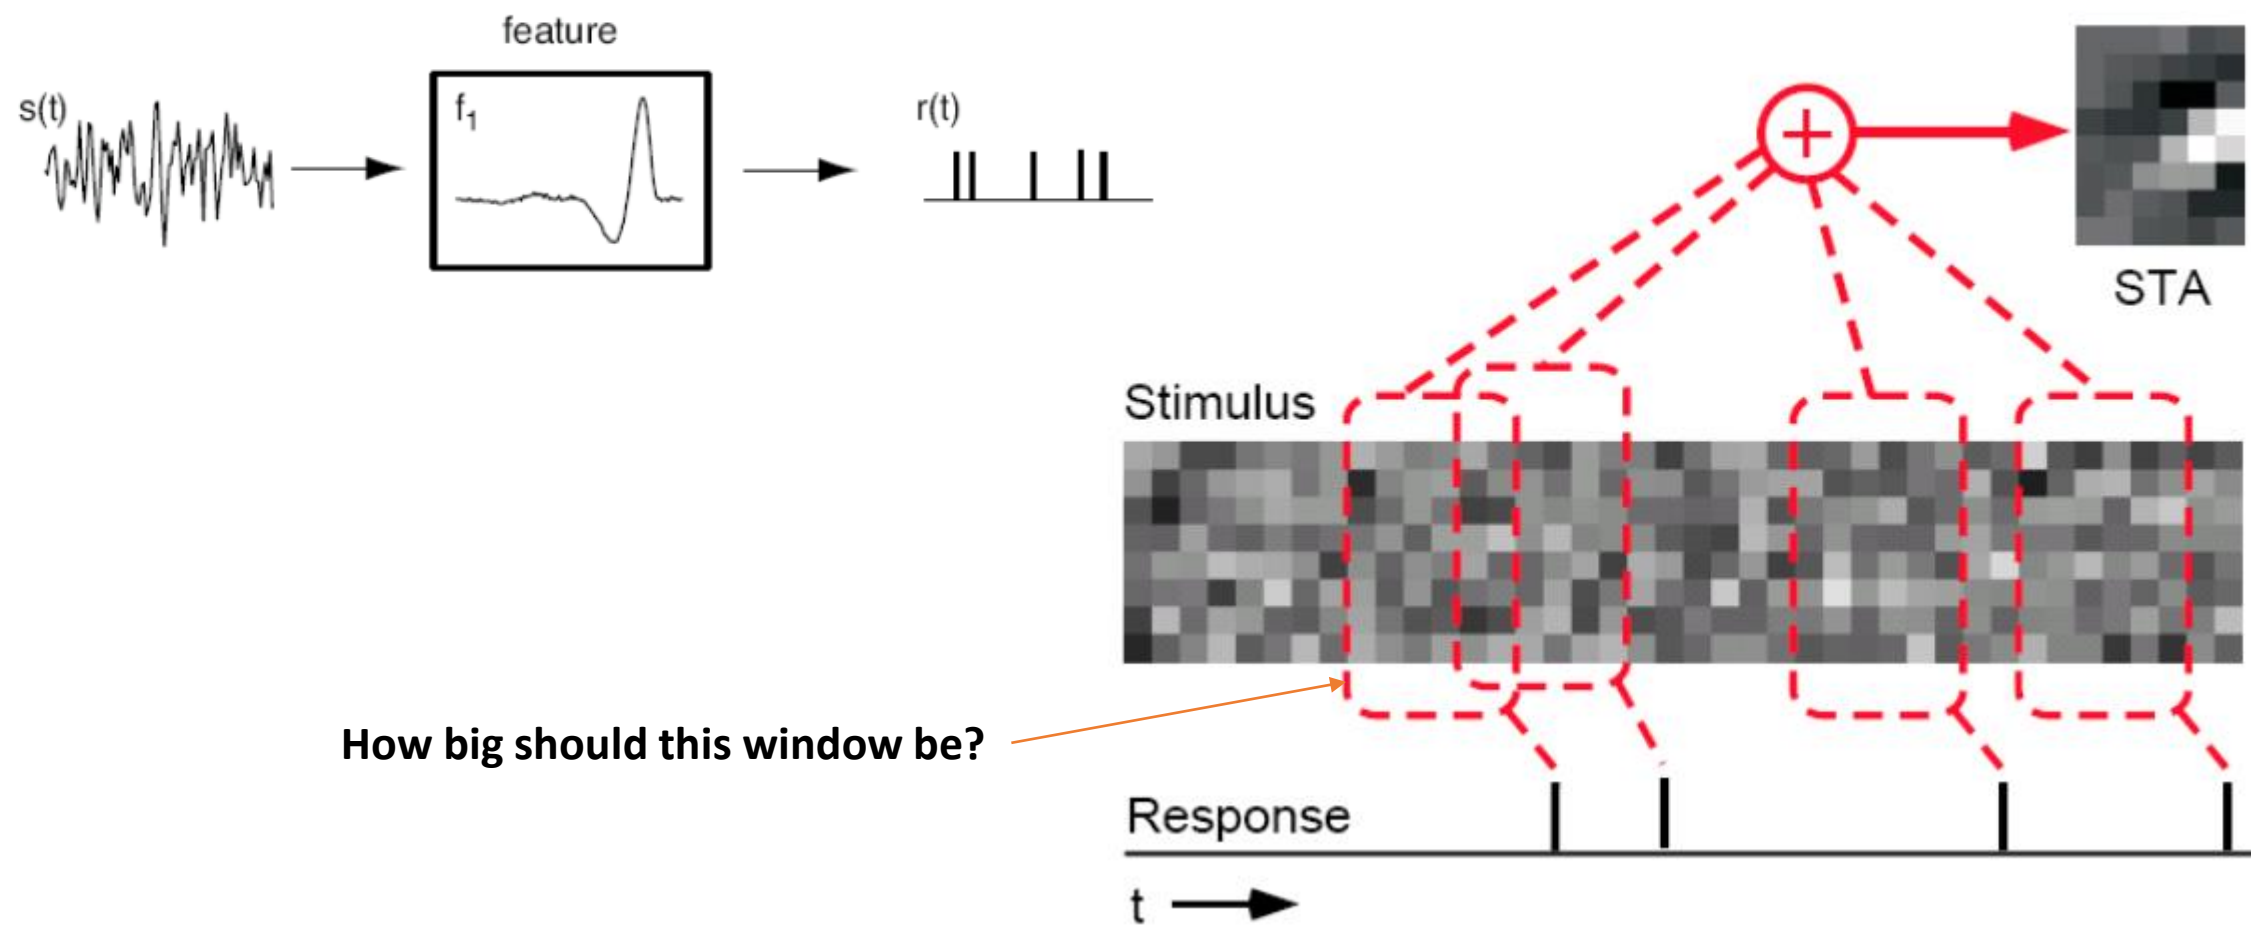 feature
s(t)
f₁
r(t)
STA
Stimulus
How big should this window be?
Response
t